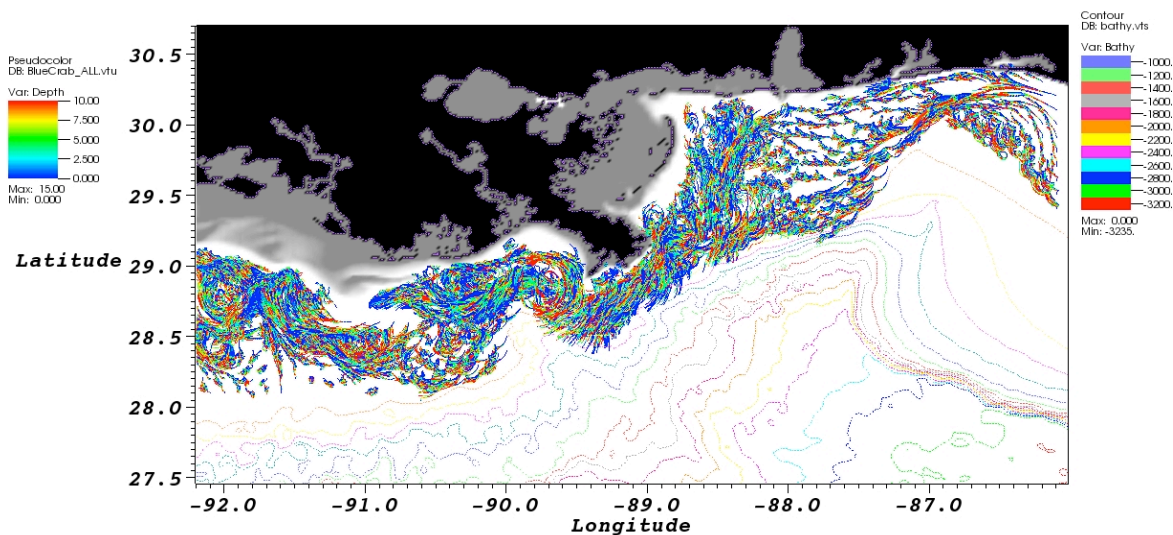 Pseudocolor
DB: BlueCrab_ALL.vtu
Var: Depth
10.00
7.500
5.000
2.500
0.000
Max: 15.00
Min: 0.000
Contour
DB: bathy.vts
Var: Bathy
-1000.
-1200.
-1400.
-1600.
-1800.
-2000.
-2200.
-2400.
-2600.
-2800.
-3000.
-3200.
Max: 0.000
Min: -3235.
30.5
30.0
29.5
29.0
28.5
28.0
27.5
Latitude
-92.0
-91.0
-90.0
-89.0
-88.0
-87.0
Longitude